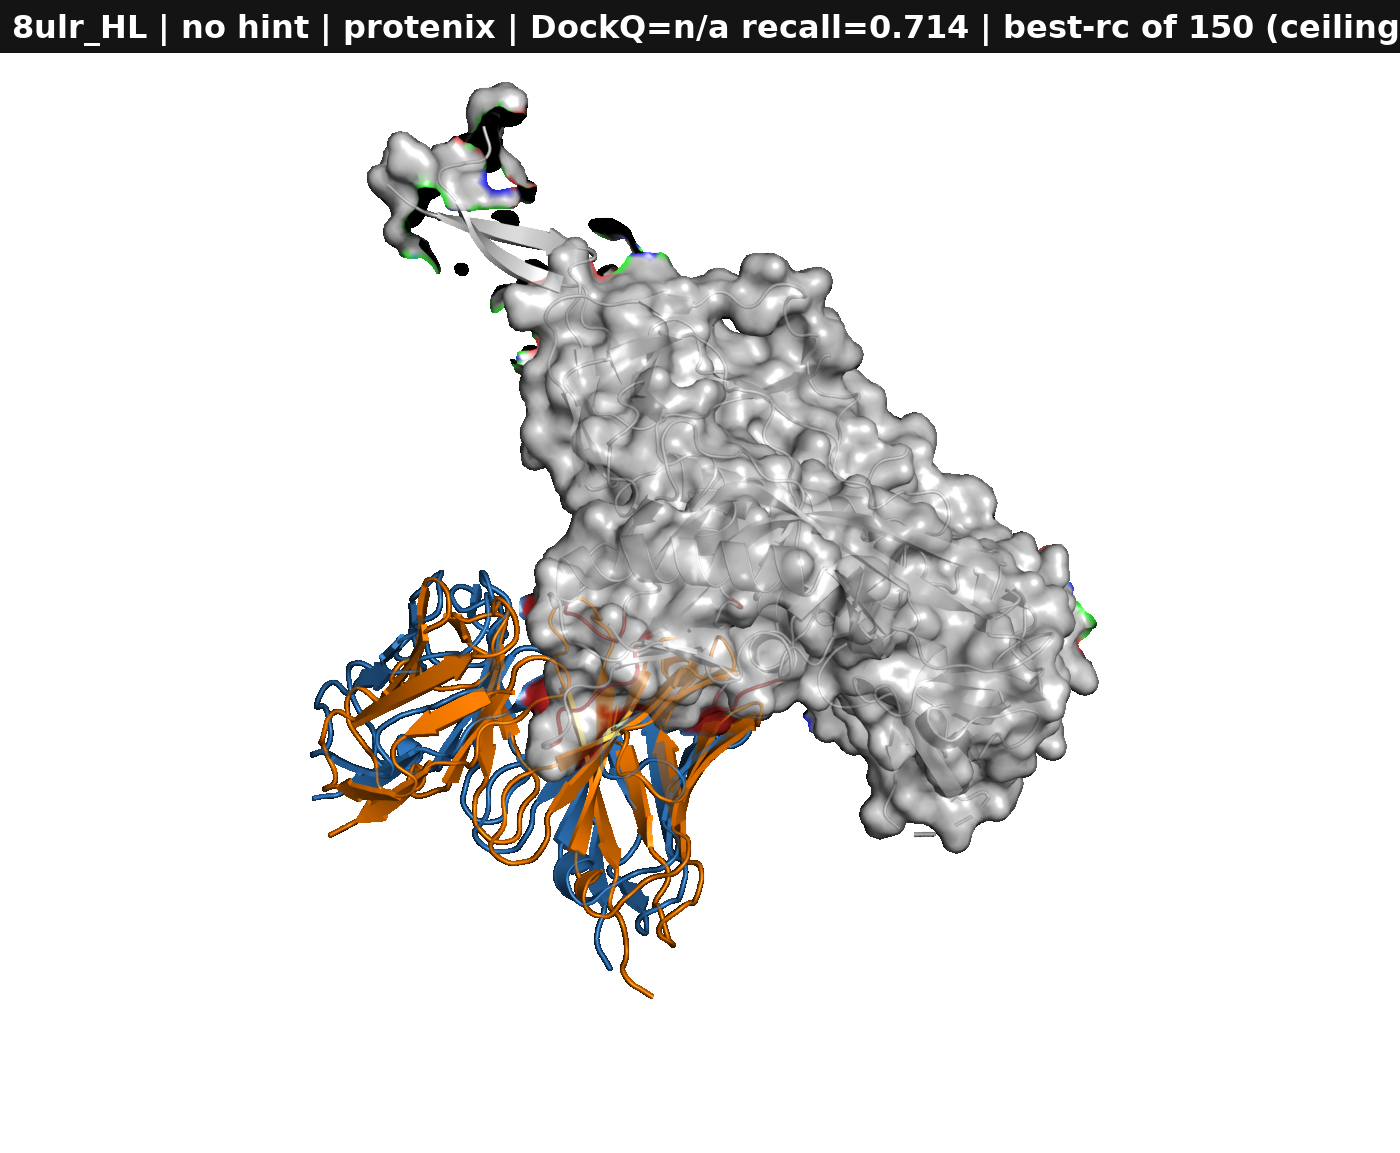 8ulr_HL | no hint | protenix | DockQ=n/a recall=0.714 | best-rc of 150 (ceiling